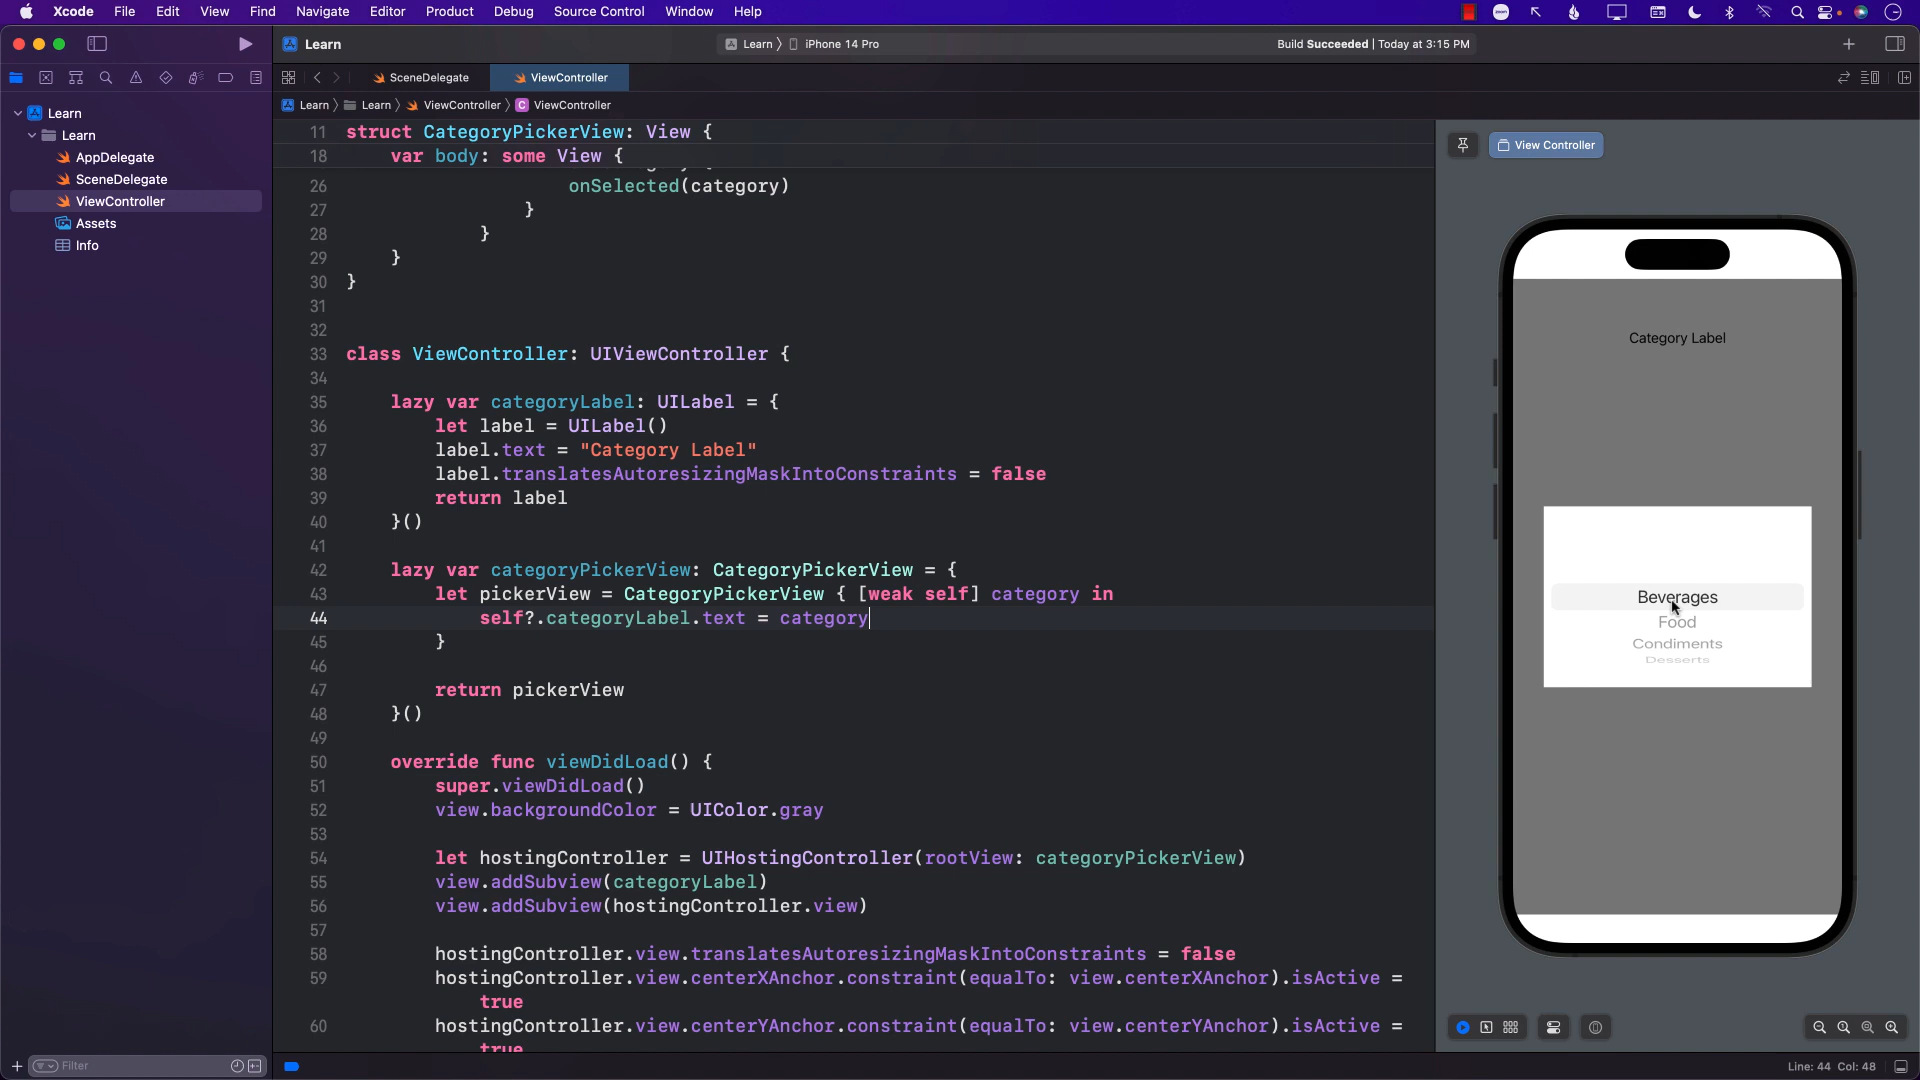 Xcode File Edit View Find Navigate Editor Product Debug Source Control Window Help
Learn
Learn iPhone 14 Pro
Build Succeeded | Today at 3:15 PM
SceneDelegate
ViewController
Learn Learn ViewController C ViewController
Learn
Learn
AppDelegate
SceneDelegate
ViewController
Assets
Info
11 struct CategoryPickerView: View {
18 var body: some View {
26 onSelected(category)
27 }
28 }
29 }
30 }
31
32
33 class ViewController: UIViewController {
34
35 lazy var categoryLabel: UILabel = {
36 let label = UILabel()
37 label.text = "Category Label"
38 label.translatesAutoresizingMaskIntoConstraints = false
39 return label
40 }()
41
42 lazy var categoryPickerView: CategoryPickerView = {
43 let pickerView = CategoryPickerView { [weak self] category in
44 self?.categoryLabel.text = category
45 }
46
47 return pickerView
48 }()
49
50 override func viewDidLoad() {
51 super.viewDidLoad()
52 view.backgroundColor = UIColor.gray
53
54 let hostingController = UIHostingController(rootView: categoryPickerView)
55 view.addSubview(categoryLabel)
56 view.addSubview(hostingController.view)
57
58 hostingController.view.translatesAutoresizingMaskIntoConstraints = false
59 hostingController.view.centerXAnchor.constraint(equalTo: view.centerXAnchor).isActive =
true
60 hostingController.view.centerYAnchor.constraint(equalTo: view.centerYAnchor).isActive =
true
View Controller
Category Label
Beverages
Food
Condiments
Desserts
Filter
Line: 44 Col: 48